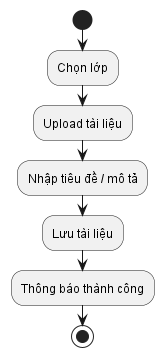 Chọn lớp
Upload tài liệu
Nhập tiêu đề / mô tả
Lưu tài liệu
Thông báo thành công